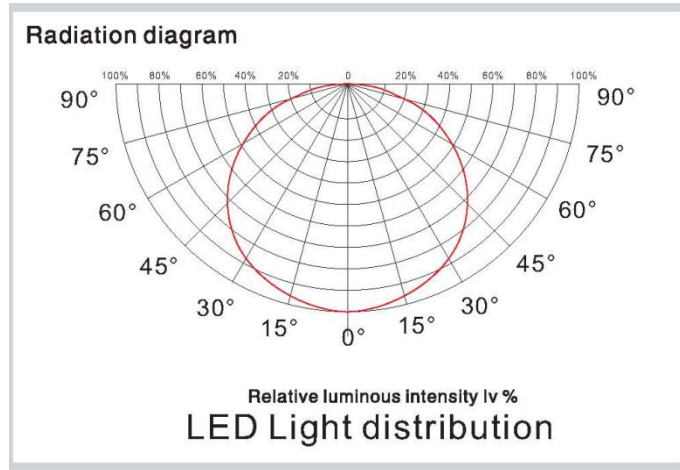 Radiation diagram
100% 80% 60% 40% 20% 0 20% 40% 60% 80% 100%
90° 90°
75° 75°
60° 60°
45° 45°
30° 30°
15° 0° 15°
Relative luminous intensity Iv %
LED Light distribution